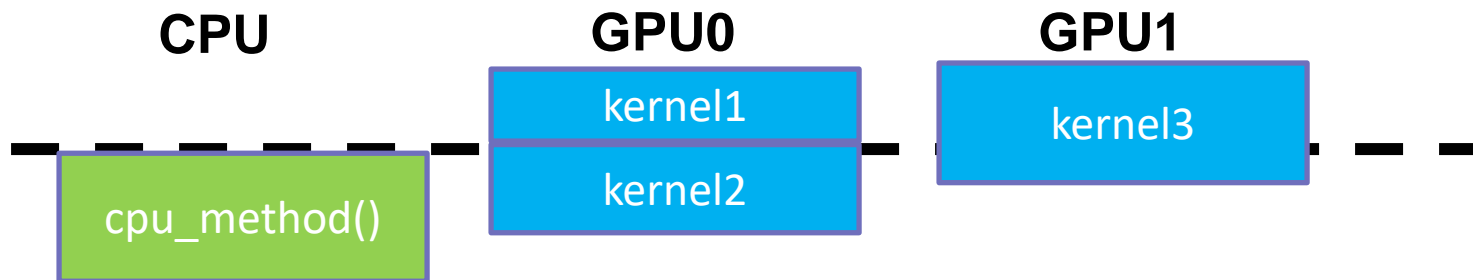 CPU
GPU0
GPU1
kernel1
kernel3
kernel2
cpu_method()